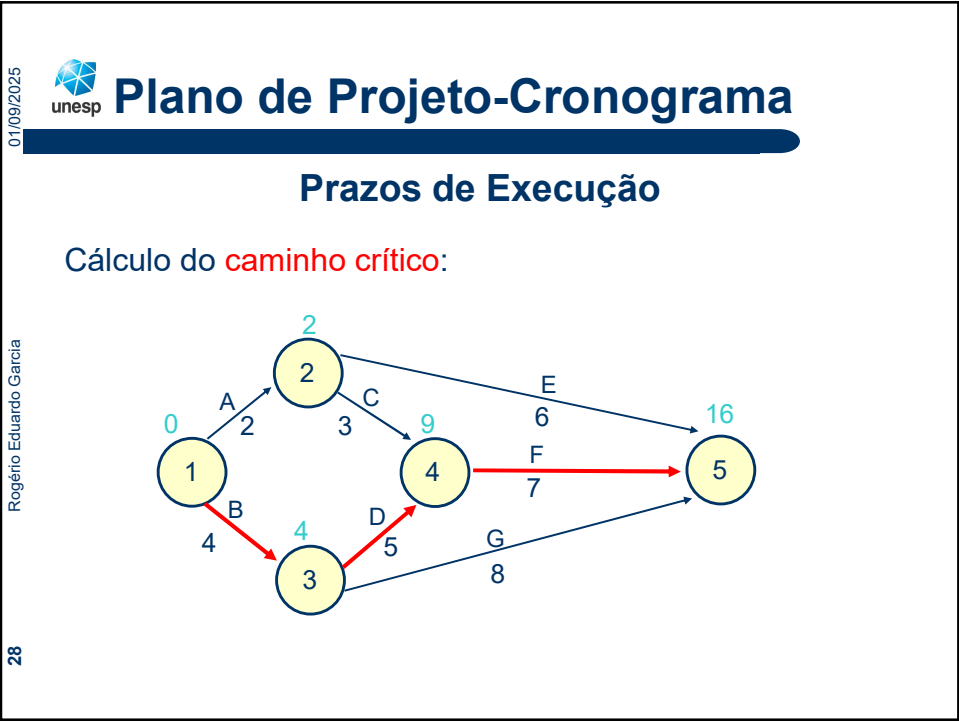 01/09/2025
unesp
Plano de Projeto-Cronograma
Prazos de Execução
Cálculo do caminho crítico:
2
2
A
2
C
3
E
6
0
1
9
4
F
7
16
5
B
4
4
3
D
5
G
8
Rogério Eduardo Garcia
28